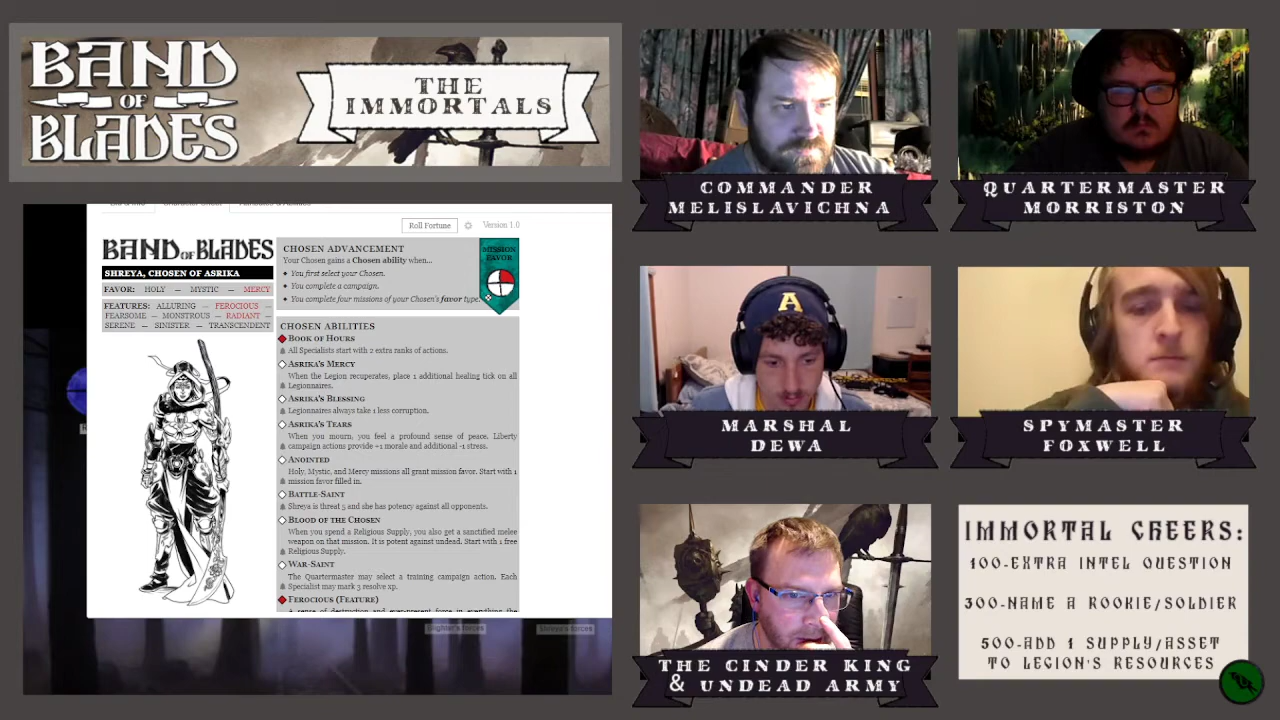 BAND
OF
BLADES
THE
IMMORTALS
Roll Fortune
Version 1.0
BAND OF BLADES
SHREYA, CHOSEN OF ASRIKA
FAVOR: HOLY — MYSTIC — MERCY
FEATURES: ALLURING — FEROCIOUS —
FEARSOME — MONSTROUS — RADIANT —
SERENE — SINISTER — TRANSCENDENT
CHOSEN ADVANCEMENT
Your Chosen gains a Chosen ability when...
You first select your Chosen.
You complete a campaign.
You complete four missions of your Chosen's favor type.
MISSION
FAVOR
CHOSEN ABILITIES
BOOK OF HOURS
All Specialists start with 2 extra ranks of actions.
ASRIKA'S MERCY
When the Legion recuperates, place 1 additional healing tick on all
Legionnaires.
ASRIKA'S BLESSING
Legionnaires always take 1 less corruption.
ASRIKA'S TEARS
When you mourn, you feel a profound sense of peace. Liberty
campaign actions provide +1 morale and additional -1 stress.
ANOINTED
Holy, Mystic, and Mercy missions all grant mission favor. Start with 1
mission favor filled in.
BATTLE-SAINT
Shreya is threat 5 and she has potency against all opponents.
BLOOD OF THE CHOSEN
When you spend a Religious Supply, you also get a sanctified melee
weapon on that mission. It is potent against undead. Start with 1 free
Religious Supply.
WAR-SAINT
The Quartermaster may select a training campaign action. Each
Specialist may mark 3 resolve xp.
FEROCIOUS (FEATURE)
A sense of destruction and ever-present force in everything the
COMMANDER
MELISLAVICHNA
QUARTERMASTER
MORRISTON
A
MARSHAL
DEWA
SPYMASTER
FOXWELL
THE CINDER KING
& UNDEAD ARMY
IMMORTAL CHEERS:
100-EXTRA INTEL QUESTION
300-NAME A ROOKIE/SOLDIER
500-ADD 1 SUPPLY/ASSET
TO LEGION'S RESOURCES